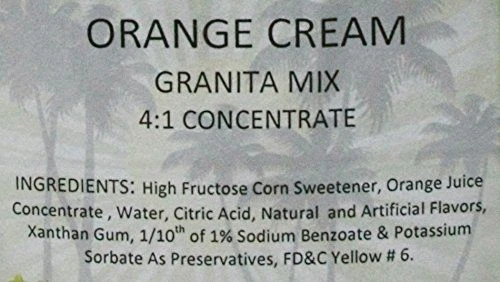 ORANGE CREAM
GRANITA MIX
4:1 CONCENTRATE
INGREDIENTS: High Fructose Corn Sweetener, Orange Juice
Concentrate , Water, Citric Acid, Natural and Artificial Flavors,
Xanthan Gum, 1/10th of 1% Sodium Benzoate & Potassium
Sorbate As Preservatives, FD&C Yellow # 6.